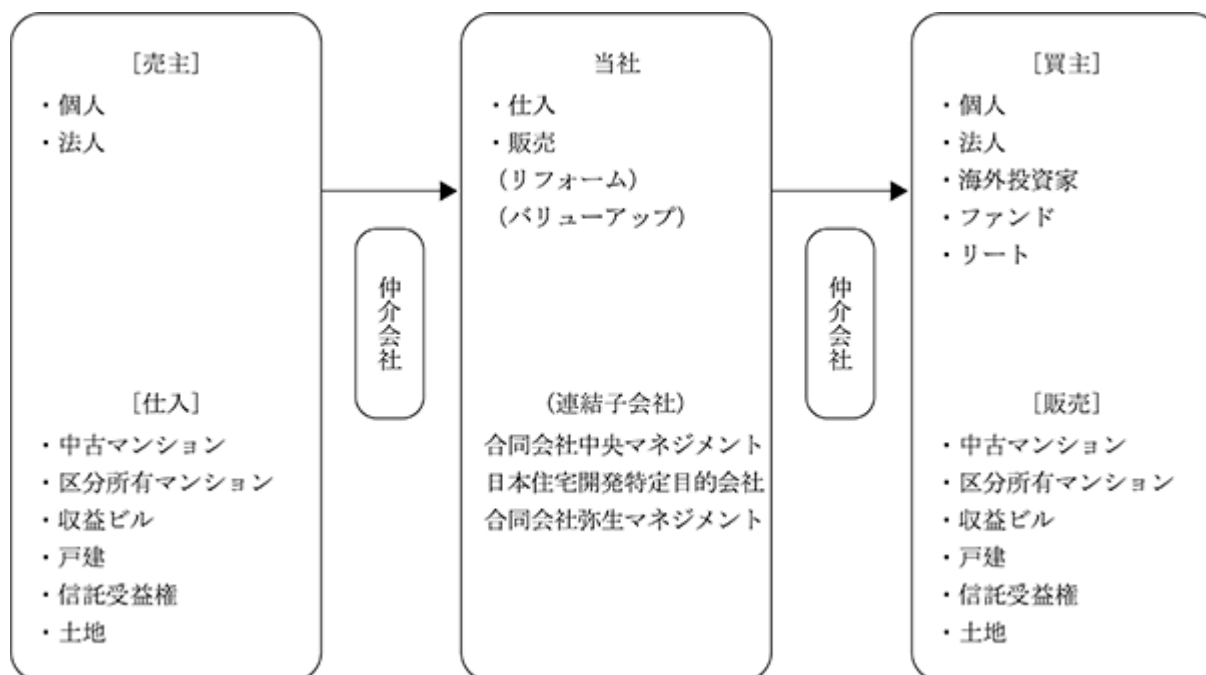 [売主]
・個人
・法人
[仕入]
・中古マンション
・区分所有マンション
・収益ビル
・戸建
・信託受益権
・土地
仲介会社
当社
・仕入
・販売
(リフォーム)
(バリューアップ)
(連結子会社)
合同会社中央マネジメント
日本住宅開発特定目的会社
合同会社弥生マネジメント
仲介会社
[買主]
・個人
・法人
・海外投資家
・ファンド
・リート
[販売]
・中古マンション
・区分所有マンション
・収益ビル
・戸建
・信託受益権
・土地